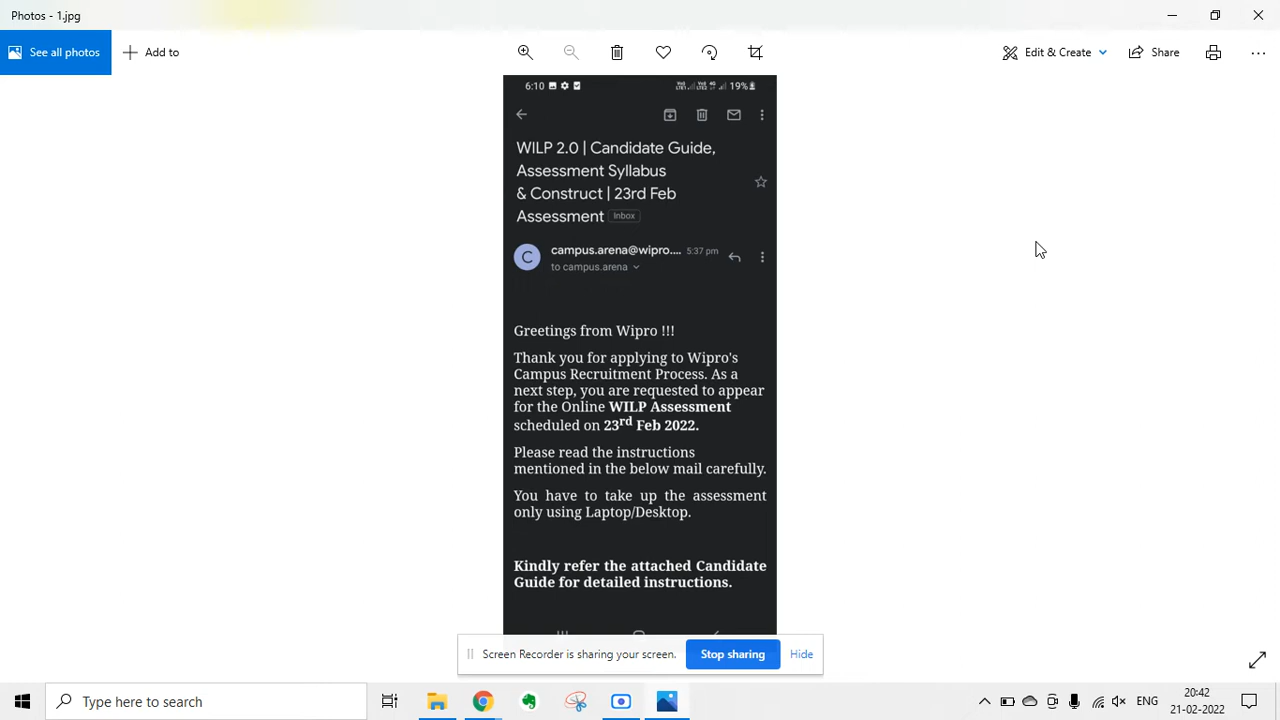 Photos - 1.jpg
See all photos
Add to
Edit & Create
Share
6:10
19%
WILP 2.0 | Candidate Guide,
Assessment Syllabus
& Construct | 23rd Feb
Assessment Inbox
C
campus.arena@wipro.... 5:37 pm
to campus.arena
Greetings from Wipro !!!
Thank you for applying to Wipro's
Campus Recruitment Process. As a
next step, you are requested to appear
for the Online WILP Assessment
scheduled on 23rd Feb 2022.
Please read the instructions
mentioned in the below mail carefully.
You have to take up the assessment
only using Laptop/Desktop.
Kindly refer the attached Candidate
Guide for detailed instructions.
Screen Recorder is sharing your screen. Stop sharing Hide
Type here to search
ENG
20:42
21-02-2022